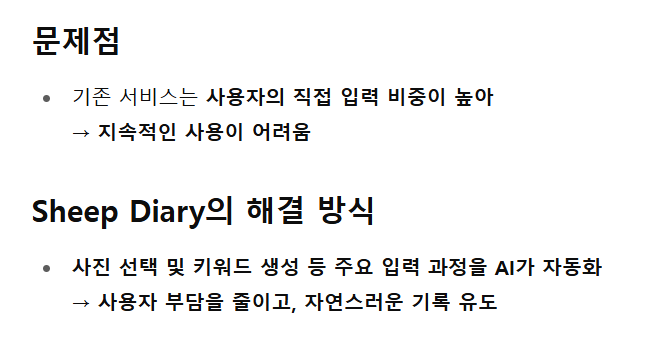 문제점
• 기존 서비스는 사용자의 직접 입력 비중이 높아
→ 지속적인 사용이 어려움
Sheep Diary의 해결 방식
• 사진 선택 및 키워드 생성 등 주요 입력 과정을 AI가 자동화
→ 사용자 부담을 줄이고, 자연스러운 기록 유도